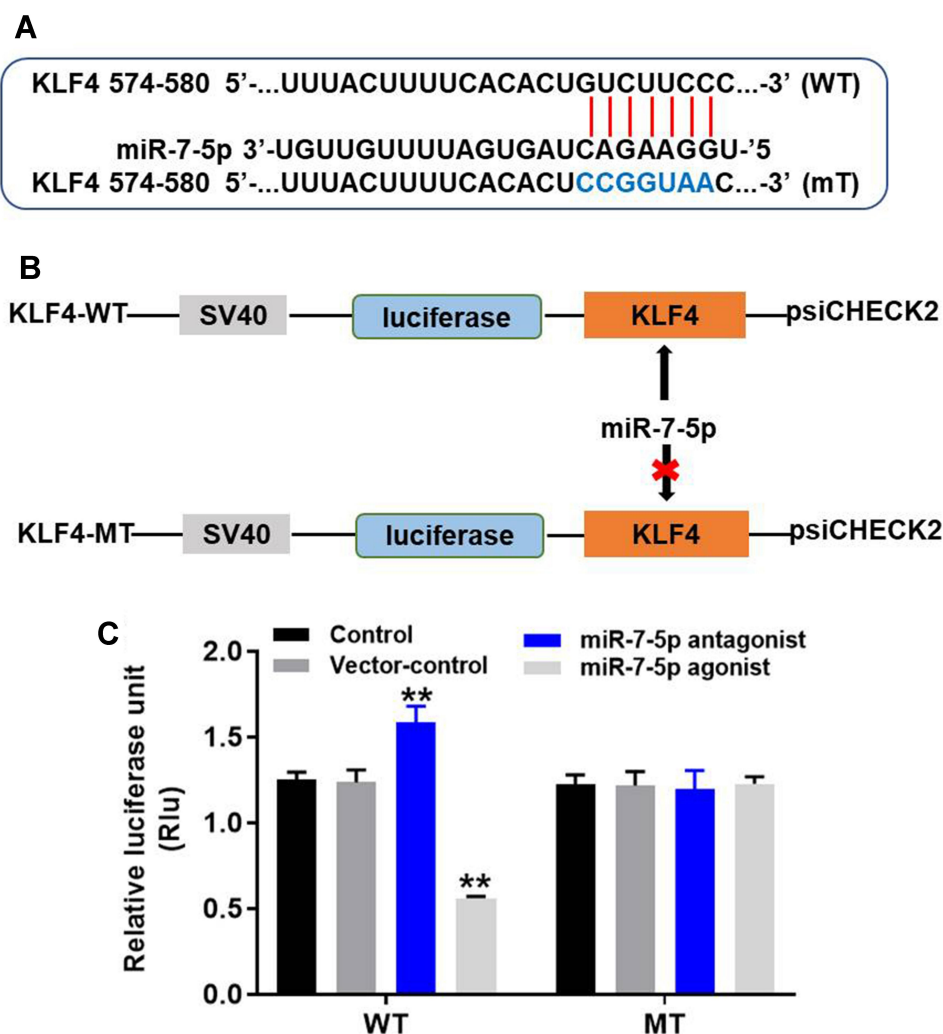 A
KLF4 574-580 5’-...UUUACUUUUCACACUGUCUUCCC...-3’ (WT)
miR-7-5p 3’-UGUUGUUUUAGUGAUCAGAAGGU-’5
KLF4 574-580 5’-...UUUACUUUUCACACUCCGGUAAC...-3’ (mT)
B
KLF4-WT SV40 luciferase KLF4 psiCHECK2
miR-7-5p
KLF4-MT SV40 luciferase KLF4 psiCHECK2
C
Control
Vector-control
miR-7-5p antagonist
miR-7-5p agonist
Relative luciferase unit
(Rlu)
2.0
1.5
1.0
0.5
0.0
**
**
WT
MT